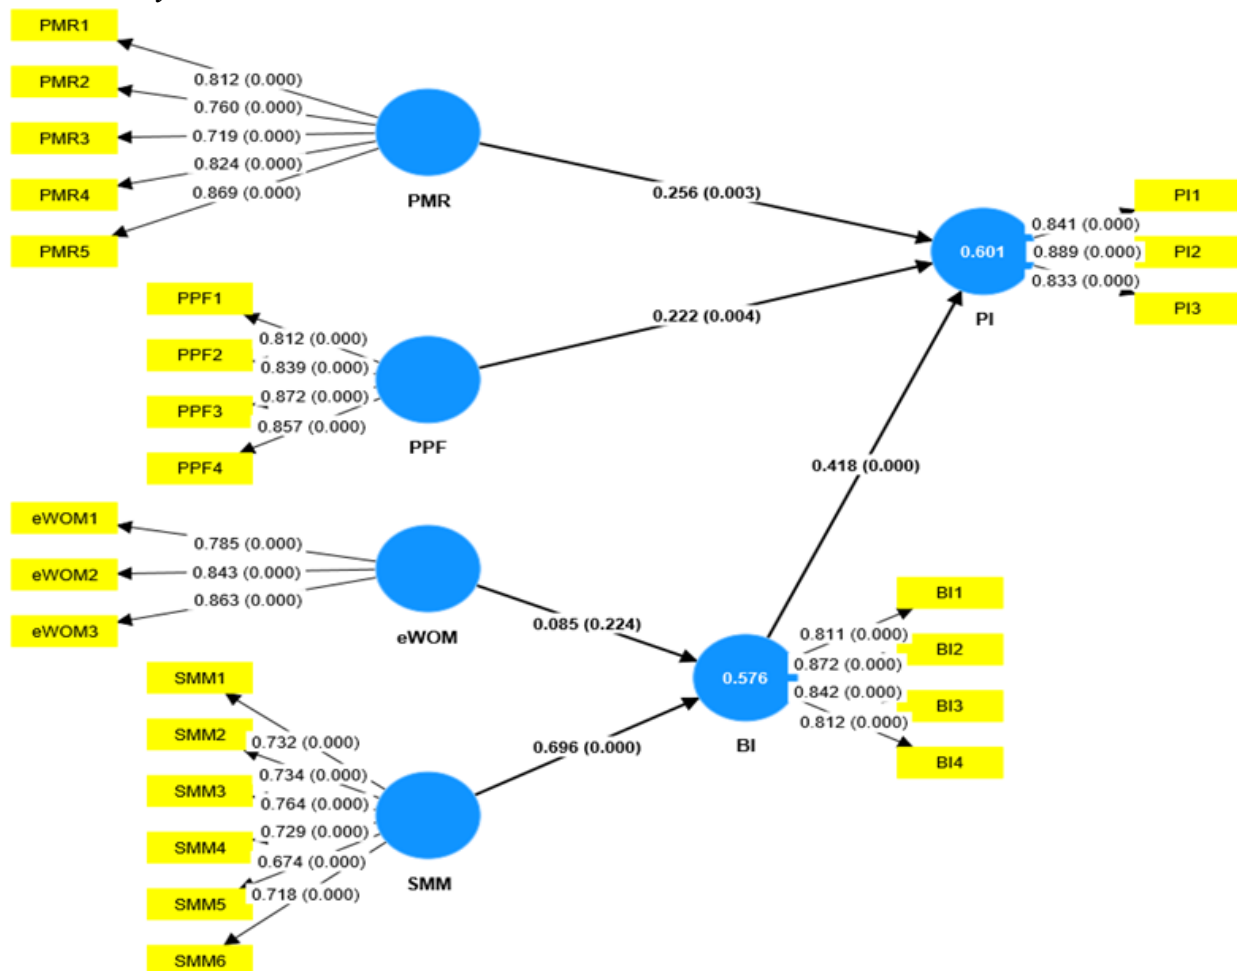 PMR1
PMR2
PMR3
PMR4
PMR5
0.812 (0.000)
0.760 (0.000)
0.719 (0.000)
0.824 (0.000)
0.869 (0.000)
PMR
0.256 (0.003)
PPF1
PPF2
PPF3
PPF4
0.812 (0.000)
0.839 (0.000)
0.872 (0.000)
0.857 (0.000)
PPF
0.222 (0.004)
0.601
PI
0.841 (0.000)
0.889 (0.000)
0.833 (0.000)
PI1
PI2
PI3
0.418 (0.000)
eWOM1
eWOM2
eWOM3
0.785 (0.000)
0.843 (0.000)
0.863 (0.000)
eWOM
0.085 (0.224)
SMM1
SMM2
SMM3
SMM4
SMM5
SMM6
0.732 (0.000)
0.734 (0.000)
0.764 (0.000)
0.729 (0.000)
0.674 (0.000)
0.718 (0.000)
SMM
0.696 (0.000)
0.576
BI
0.811 (0.000)
0.872 (0.000)
0.842 (0.000)
0.812 (0.000)
BI1
BI2
BI3
BI4